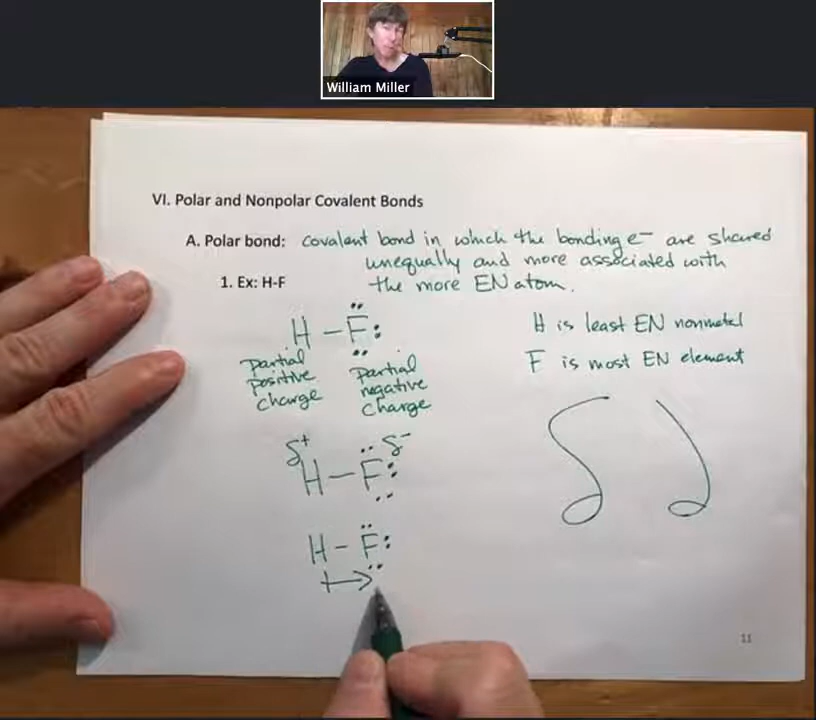 William Miller
VI. Polar and Nonpolar Covalent Bonds
A. Polar bond: covalent bond in which the bonding e⁻ are shared
unequally and more associated with
the more EN atom.
1. Ex: H-F
H – F
H is least EN nonmetal
F is most EN element
partial
positive
charge
Partial
negative
charge
δ+ δ-
H – F
δ
H – F
11